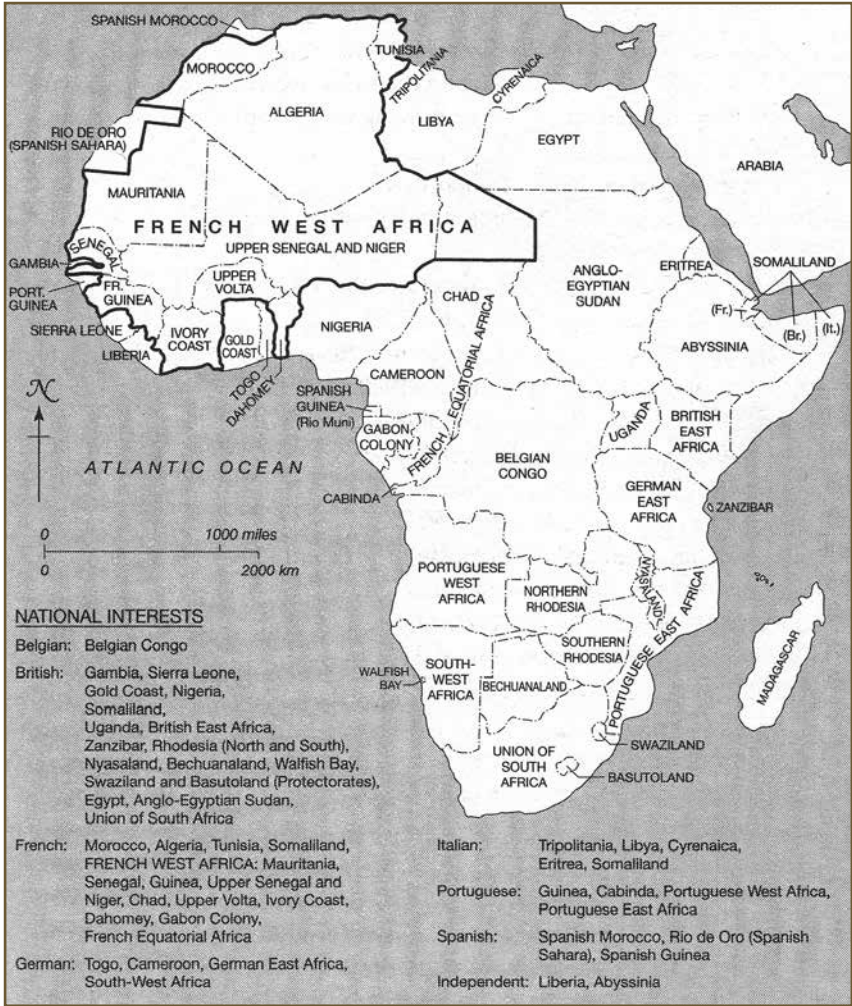 SPANISH MOROCCO
TUNISIA
MOROCCO
TRIPOLITANIA
CYRENAICA
ALGERIA
LIBYA
EGYPT
RIO DE ORO
(SPANISH SAHARA)
ARABIA
MAURITANIA
FRENCH WEST AFRICA
UPPER SENEGAL AND NIGER
SENEGAL
GAMBIA
PORT.
GUINEA
FR.
GUINEA
UPPER
VOLTA
SIERRA LEONE
LIBERIA
IVORY
COAST
GOLD
COAST
TOGO
DAHOMEY
NIGERIA
CHAD
ANGLO-
EGYPTIAN
SUDAN
ERITREA
SOMALILAND
(Fr.)
(Br.)
(It.)
ABYSSINIA
CAMEROON
FRENCH EQUATORIAL AFRICA
SPANISH
GUINEA
(Rio Muni)
GABON
COLONY
UGANDA
BRITISH
EAST
AFRICA
BELGIAN
CONGO
CABINDA
GERMAN
EAST
AFRICA
ZANZIBAR
N
ATLANTIC OCEAN
0 1000 miles
0 2000 km
PORTUGUESE
WEST
AFRICA
NORTHERN
RHODESIA
NYASALAND
PORTUGUESE EAST AFRICA
SOUTHERN
RHODESIA
MADAGASCAR
WALFISH
BAY
SOUTH-
WEST
AFRICA
BECHUANALAND
SWAZILAND
UNION OF
SOUTH
AFRICA
BASUTOLAND
NATIONAL INTERESTS
Belgian: Belgian Congo
British: Gambia, Sierra Leone,
Gold Coast, Nigeria,
Somaliland,
Uganda, British East Africa,
Zanzibar, Rhodesia (North and South),
Nyasaland, Bechuanaland, Walfish Bay,
Swaziland and Basutoland (Protectorates),
Egypt, Anglo-Egyptian Sudan,
Union of South Africa
French: Morocco, Algeria, Tunisia, Somaliland,
FRENCH WEST AFRICA: Mauritania,
Senegal, Guinea, Upper Senegal and
Niger, Chad, Upper Volta, Ivory Coast,
Dahomey, Gabon Colony,
French Equatorial Africa
German: Togo, Cameroon, German East Africa,
South-West Africa
Italian: Tripolitania, Libya, Cyrenaica,
Eritrea, Somaliland
Portuguese: Guinea, Cabinda, Portuguese West Africa,
Portuguese East Africa
Spanish: Spanish Morocco, Rio de Oro (Spanish
Sahara), Spanish Guinea
Independent: Liberia, Abyssinia